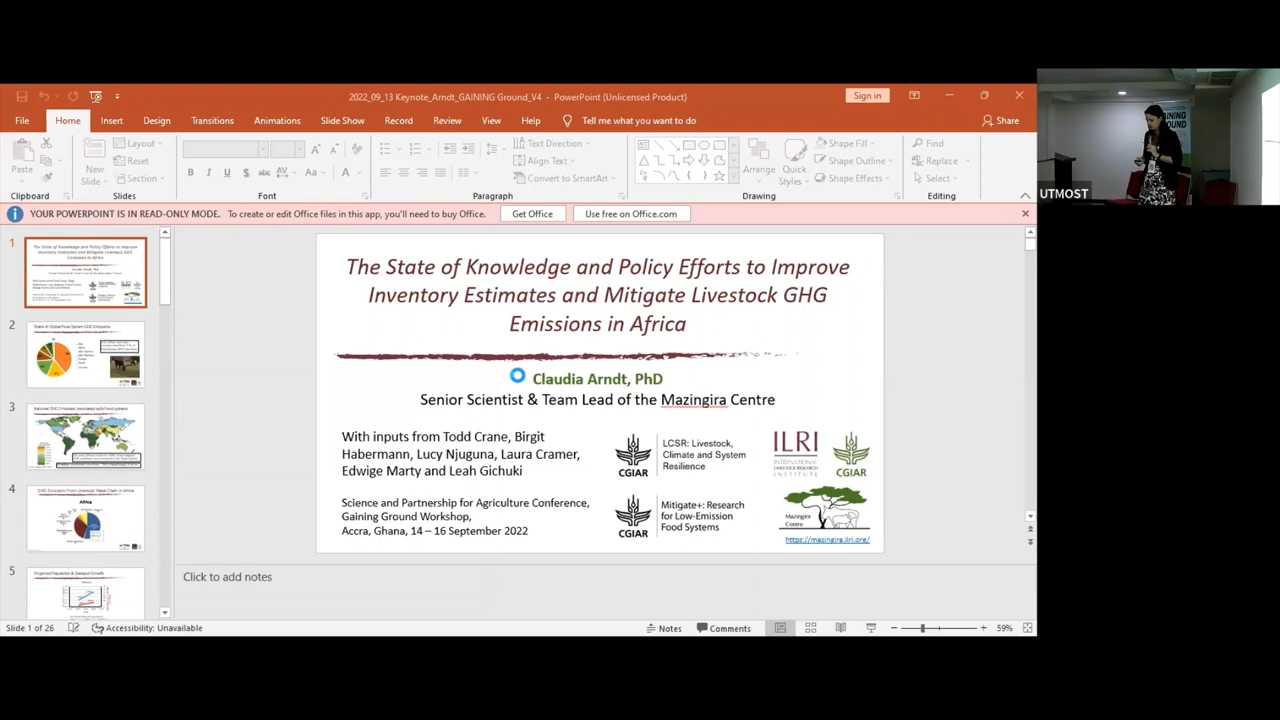 2022_09_13 Keynote_Arndt_GAINING Ground_V4 - PowerPoint (Unlicensed Product)
Sign in
File Home Insert Design Transitions Animations Slide Show Record Review View Help Tell me what you want to do Share
Paste
New
Slide
Layout
Reset
Section
Text Direction
Align Text
Convert to SmartArt
Arrange
Quick
Styles
Shape Fill
Shape Outline
Shape Effects
Find
Replace
Select
Clipboard Slides Font Paragraph Drawing Editing
YOUR POWERPOINT IS IN READ-ONLY MODE. To create or edit Office files in this app, you'll need to buy Office. Get Office Use free on Office.com
1
2
3
4
5
The State of Knowledge and Policy Efforts to Improve
Inventory Estimates and Mitigate Livestock GHG
Emissions in Africa
Claudia Arndt, PhD
Senior Scientist & Team Lead of the Mazingira Centre
With inputs from Todd Crane, Birgit
Habermann, Lucy Njuguna, Laura Cramer,
Edwige Marty and Leah Gichuki
Science and Partnership for Agriculture Conference,
Gaining Ground Workshop,
Accra, Ghana, 14 – 16 September 2022
CGIAR
LCSR: Livestock,
Climate and System
Resilience
ILRI
INTERNATIONAL
LIVESTOCK RESEARCH
INSTITUTE
CGIAR
CGIAR
Mitigate+: Research
for Low-Emission
Food Systems
Mazingira
Centre
https://mazingira.ilri.org/
Click to add notes
Slide 1 of 26 Accessibility: Unavailable Notes Comments 59%
UTMOST